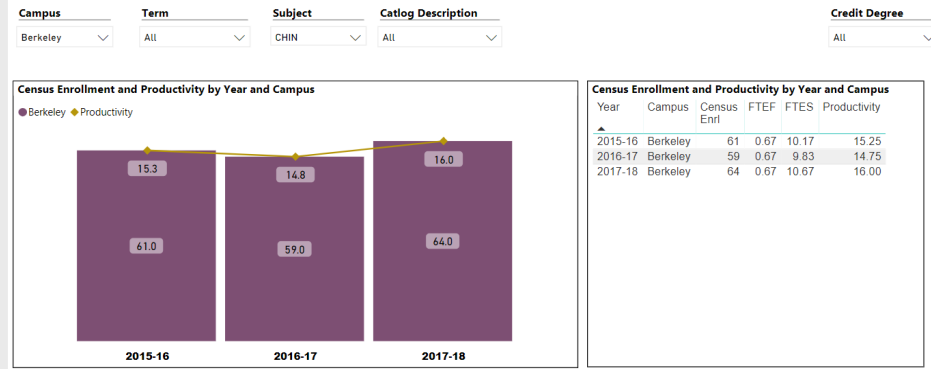 Campus Term Subject Catlog Description Credit Degree
Berkeley All CHIN All All
Census Enrollment and Productivity by Year and Campus
Berkeley Productivity
15.3 14.8 16.0
61.0 59.0 64.0
2015-16 2016-17 2017-18
Census Enrollment and Productivity by Year and Campus
Year Campus Census Enrl FTEF FTES Productivity
2015-16 Berkeley 61 0.67 10.17 15.25
2016-17 Berkeley 59 0.67 9.83 14.75
2017-18 Berkeley 64 0.67 10.67 16.00